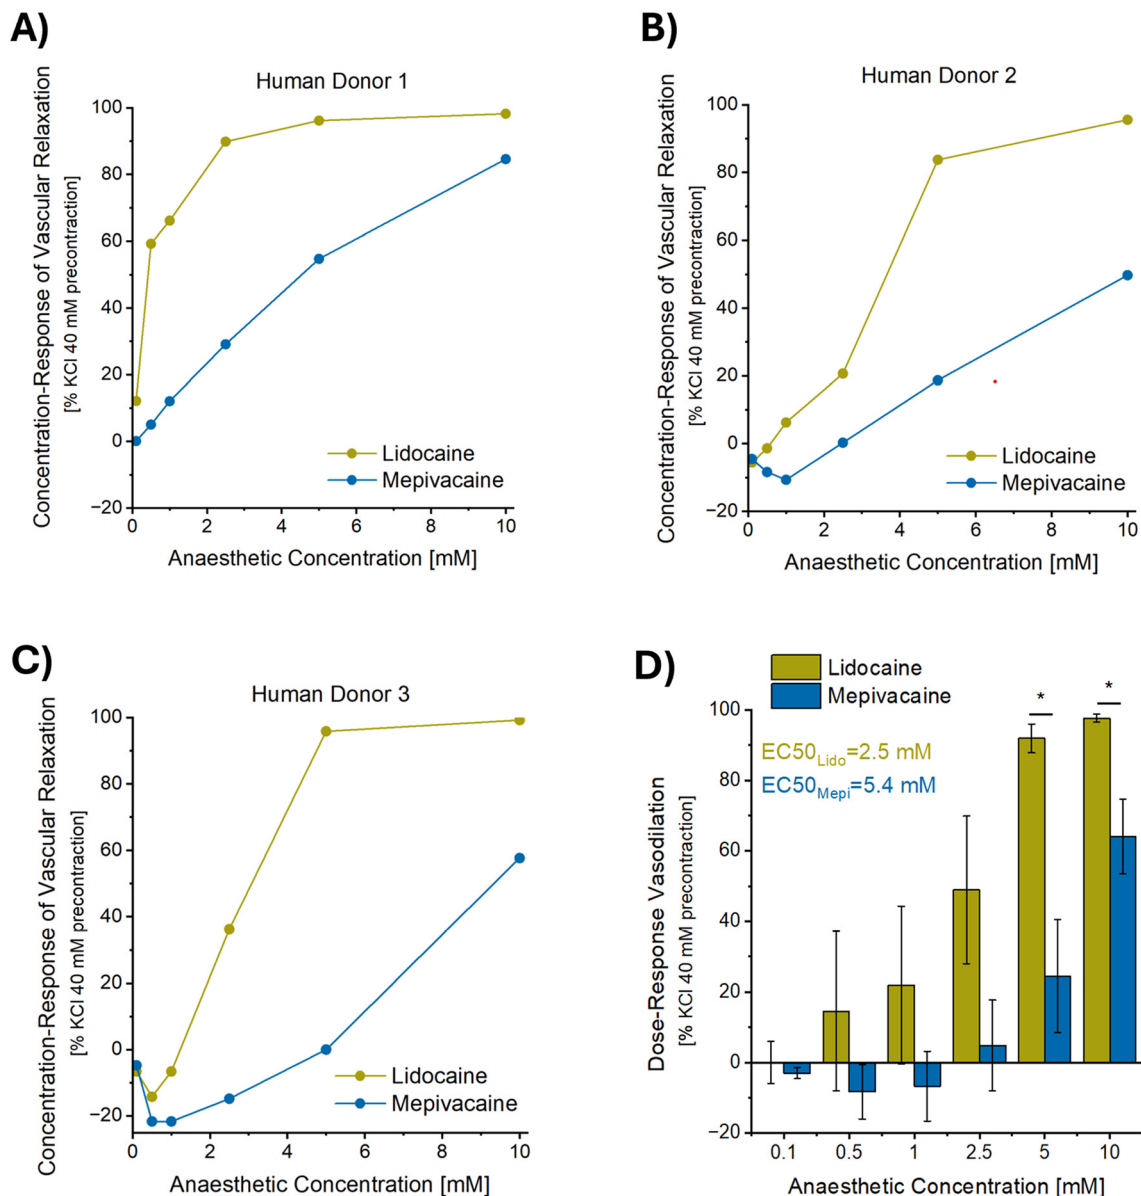 A)
Human Donor 1
Concentration-Response of Vascular Relaxation
[% KCl 40 mM precontraction]
100
80
60
40
20
0
−20
0 2 4 6 8 10
Lidocaine
Mepivacaine
Anaesthetic Concentration [mM]
B)
Human Donor 2
Concentration-Response of Vascular Relaxation
[% KCl 40 mM precontraction]
100
80
60
40
20
0
−20
0 2 4 6 8 10
Lidocaine
Mepivacaine
Anaesthetic Concentration [mM]
C)
Human Donor 3
Concentration-Response of Vascular Relaxation
[% KCl 40 mM precontraction]
100
80
60
40
20
0
−20
0 2 4 6 8 10
Lidocaine
Mepivacaine
Anaesthetic Concentration [mM]
D)
Lidocaine
Mepivacaine
Dose-Response Vasodilation
[% KCl 40 mM precontraction]
* *
EC50Lido=2.5 mM
EC50Mepi=5.4 mM
100
80
60
40
20
0
−20
0.1 0.5 1 2.5 5 10
Anaesthetic Concentration [mM]